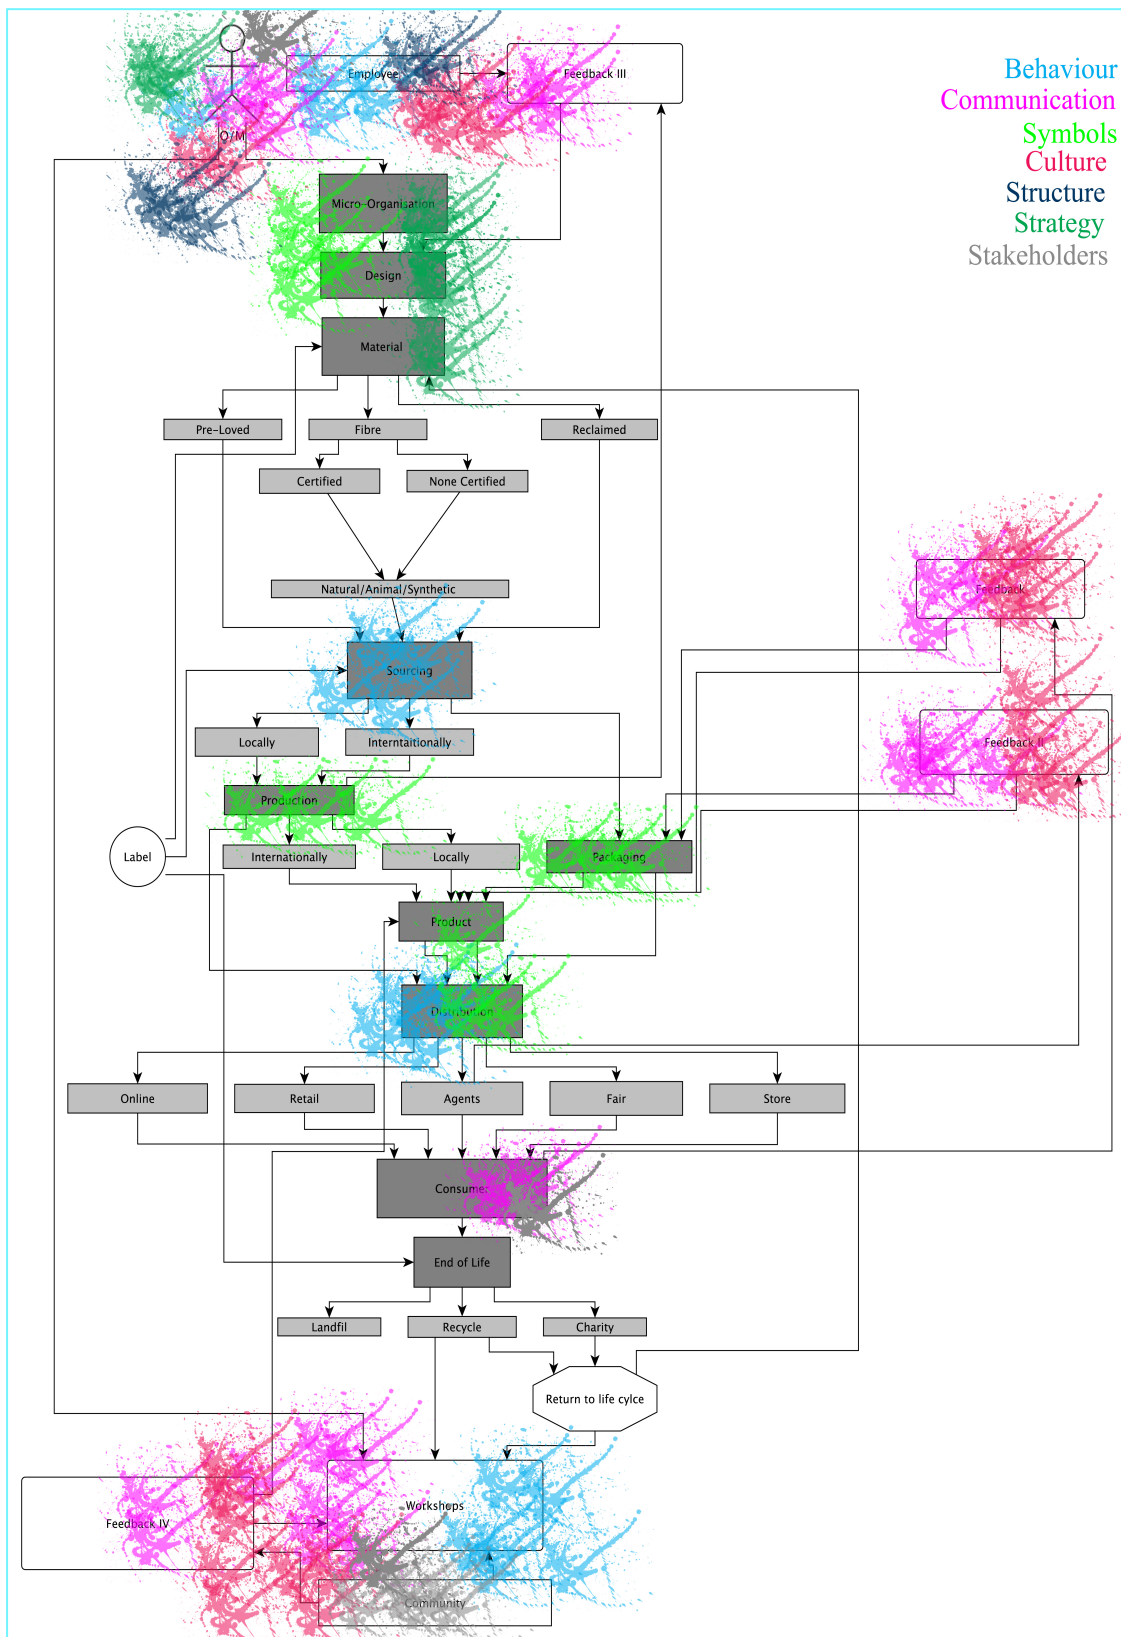 Behaviour
Communication
Symbols
Culture
Structure
Strategy
Stakeholders
Employee
Feedback III
O/M
Micro-Organisation
Design
Material
Pre-Loved
Fibre
Reclaimed
Certified
None Certified
Natural/Animal/Synthetic
Feedback
Sourcing
Locally
Interntaitionally
Feedback II
Production
Label
Internationally
Locally
Packaging
Product
Distribution
Online
Retail
Agents
Fair
Store
Consumer
End of Life
Landfil
Recycle
Charity
Return to life cylce
Workshops
Feedback IV
Community